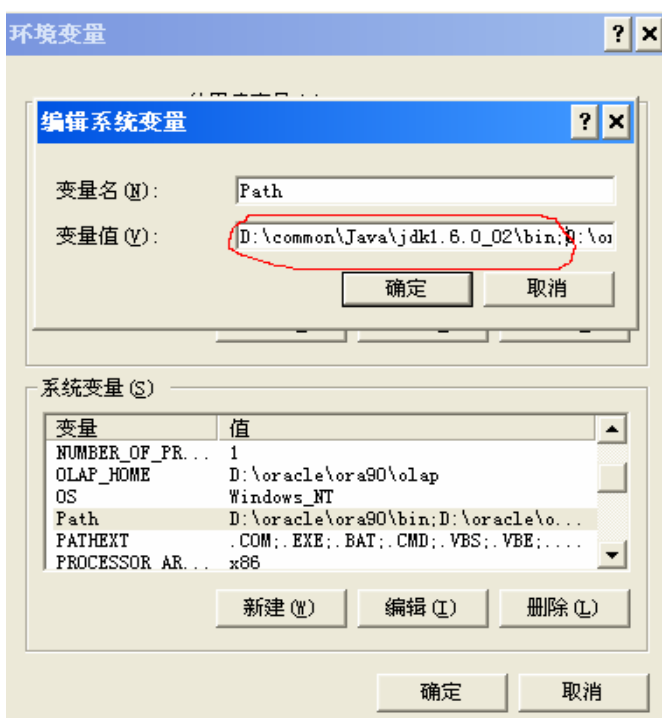 环境变量
编辑系统变量
变量名(N):
Path
变量值(V):
D:\common\Java\jdk1.6.0_02\bin;D:\or
确定 取消
系统变量(S)
变量 值
NUMBER_OF_PR... 1
OLAP_HOME D:\oracle\ora90\olap
OS Windows_NT
Path D:\oracle\ora90\bin;D:\oracle\o...
PATHEXT .COM;.EXE;.BAT;.CMD;.VBS;.VBE;....
PROCESSOR AR... x86
新建(W) 编辑(I) 删除(L)
确定 取消